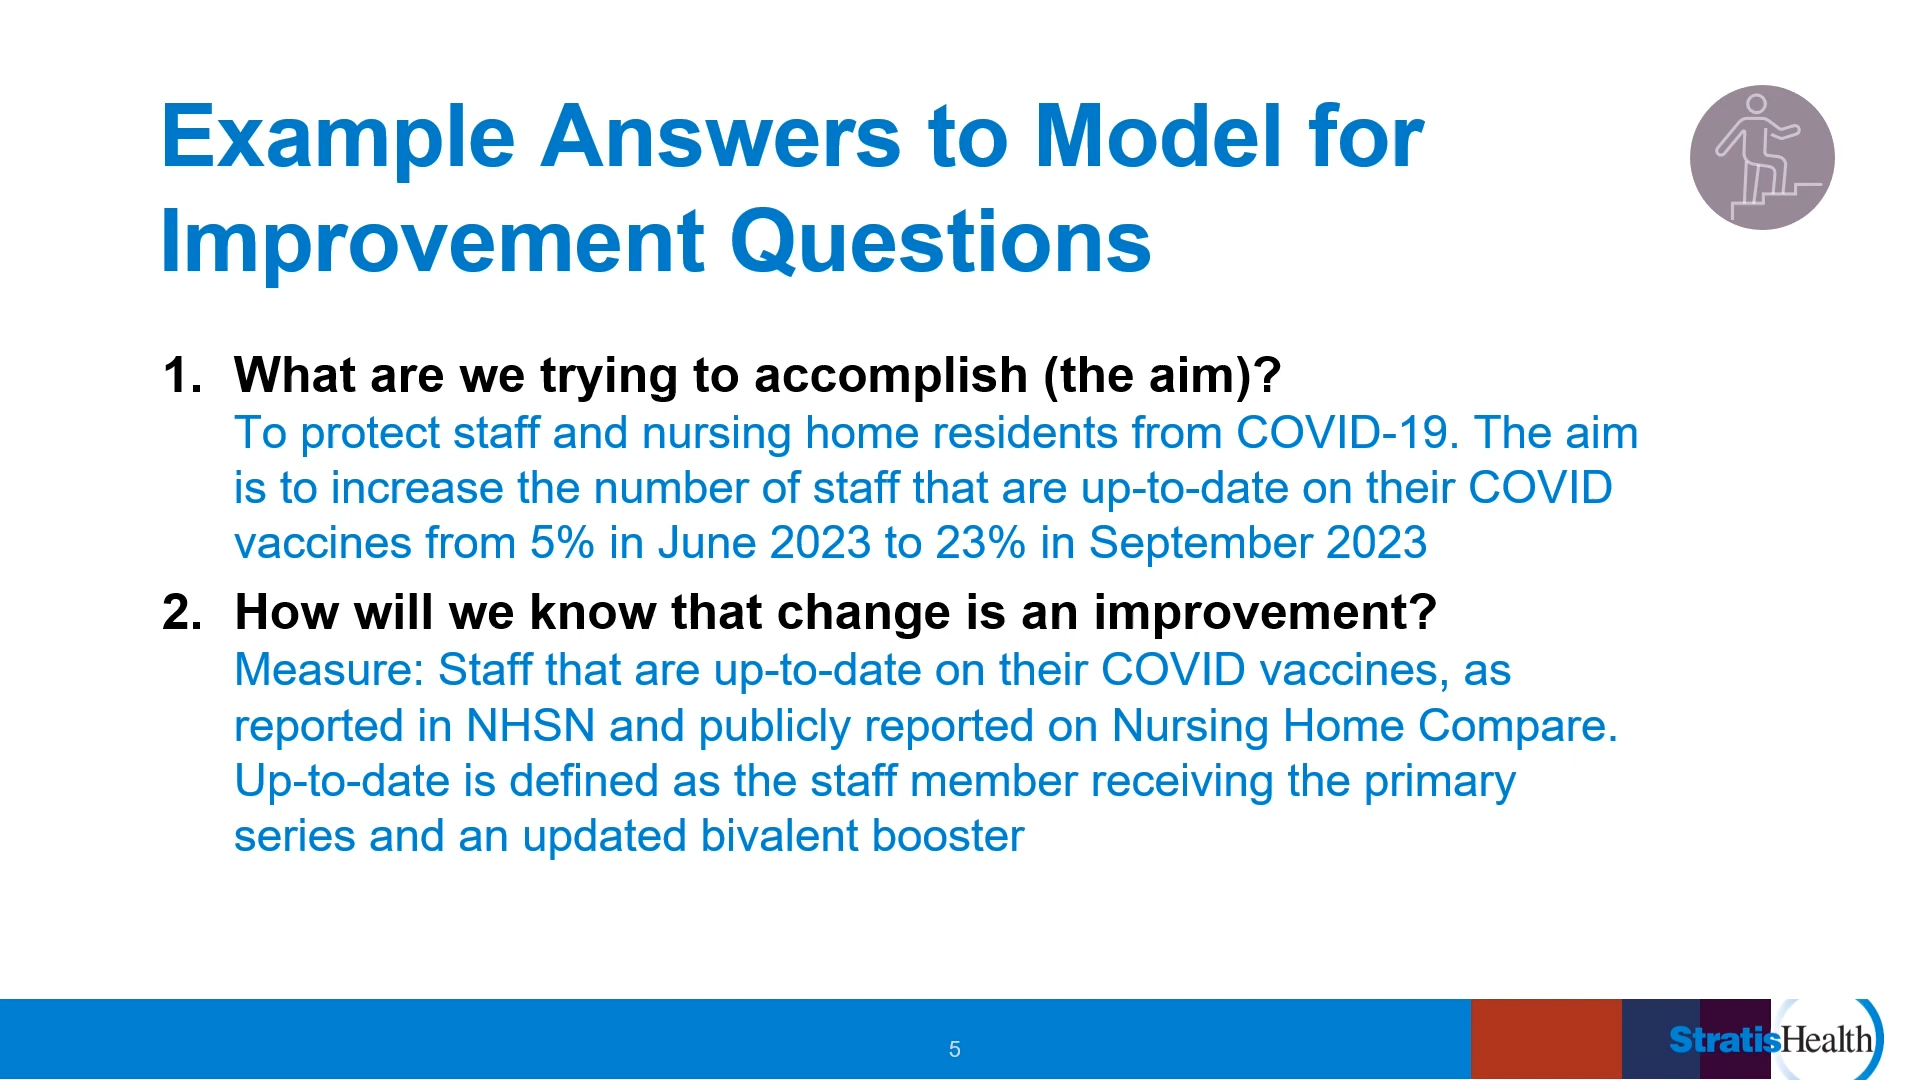 Example Answers to Model for
Improvement Questions
1. What are we trying to accomplish (the aim)?
To protect staff and nursing home residents from COVID-19. The aim
is to increase the number of staff that are up-to-date on their COVID
vaccines from 5% in June 2023 to 23% in September 2023
2. How will we know that change is an improvement?
Measure: Staff that are up-to-date on their COVID vaccines, as
reported in NHSN and publicly reported on Nursing Home Compare.
Up-to-date is defined as the staff member receiving the primary
series and an updated bivalent booster
5
StratisHealth